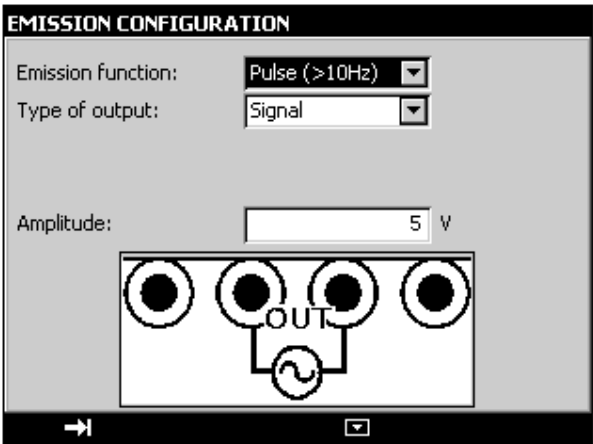 EMISSION CONFIGURATION
Emission function: Pulse (>10Hz)
Type of output: Signal
Amplitude: 5 V
OUT